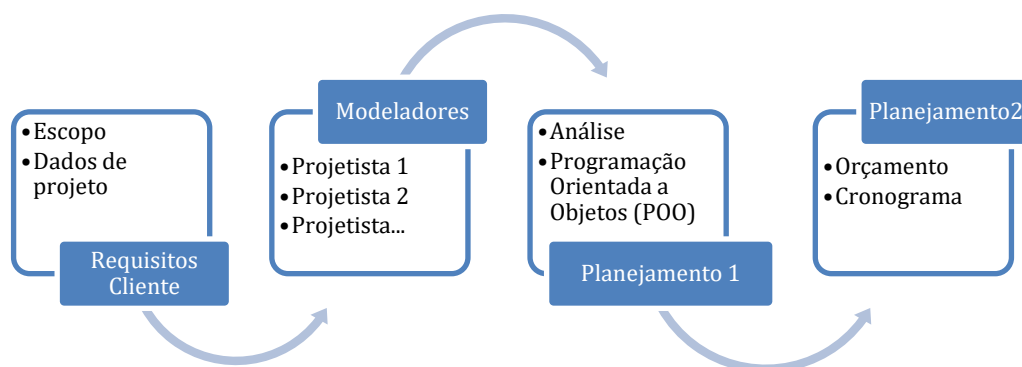 •Escopo
•Dados de
projeto
Requisitos
Cliente
Modeladores
•Projetista 1
•Projetista 2
•Projetista...
•Análise
•Programação
Orientada a
Objetos (POO)
Planejamento 1
Planejamento2
•Orçamento
•Cronograma